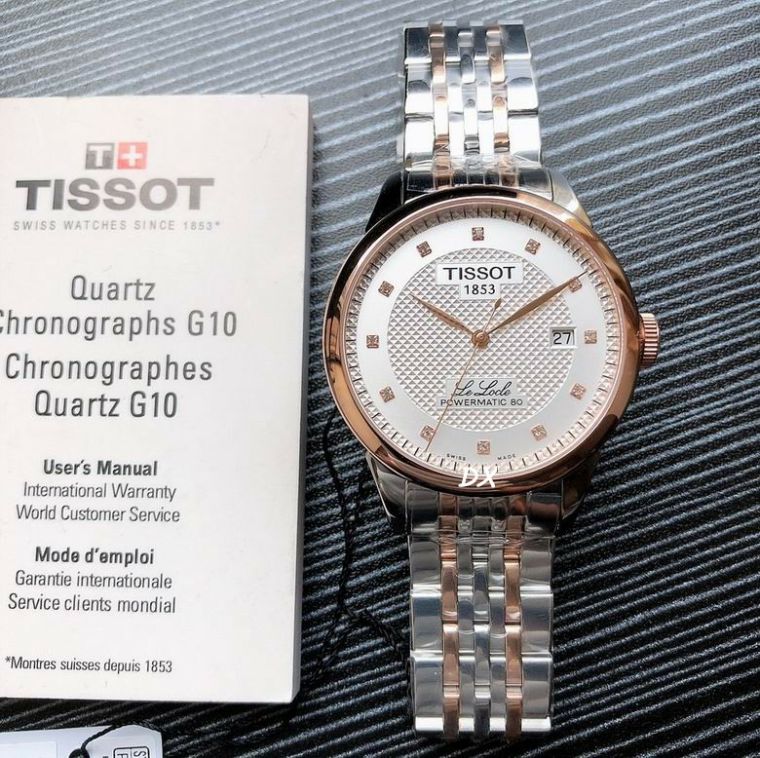 T+
TISSOT
SWISS WATCHES SINCE 1853*
Quartz
Chronographs G10
Chronographes
Quartz G10
User's Manual
International Warranty
World Customer Service
Mode d'emploi
Garantie internationale
Service clients mondial
*Montres suisses depuis 1853
TISSOT
1853
27
Le Locle
POWERMATIC 80
SWISS MADE
DX